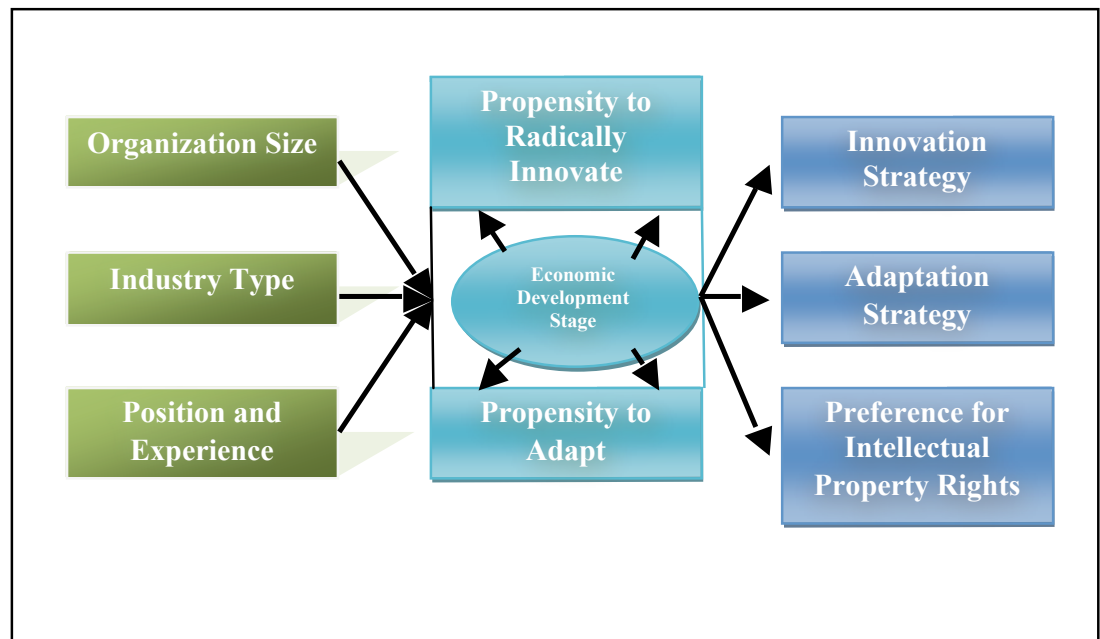 Organization Size
Industry Type
Position and
Experience
Propensity to
Radically
Innovate
Economic
Development
Stage
Propensity to
Adapt
Innovation
Strategy
Adaptation
Strategy
Preference for
Intellectual
Property Rights